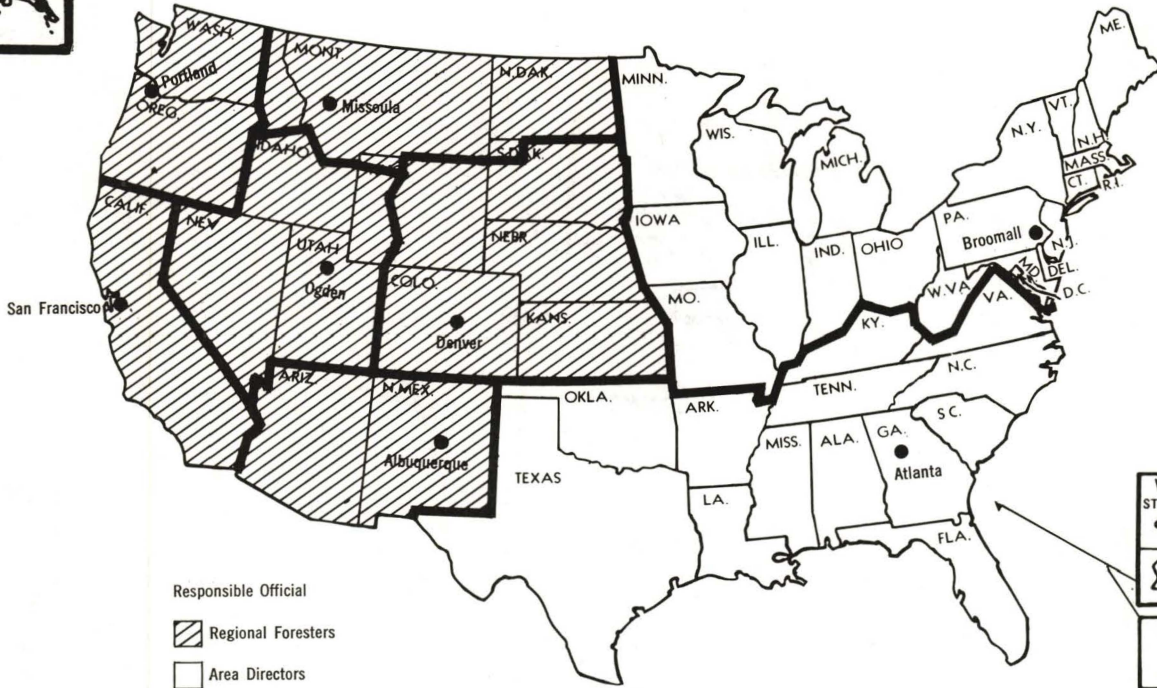 WASH.
Portland
OREG.
MONT.
Missoula
IDAHO
N.DAK.
S.DAK.
CALIF.
NEV
UTAH
Ogden
San Francisco
COLO.
Denver
NEBR
KANS.
ARIZ.
N.MEX.
Albuquerque
MINN.
WIS.
MICH.
IOWA
ILL.
IND.
OHIO
MO.
KY.
W.VA
VA.
PA.
Broomall
N.J.
DEL.
MD.
D.C.
N.Y.
VT.
N.H.
ME.
MASS.
CT.
R.I.
OKLA.
ARK.
TEXAS
LA.
TENN.
N.C.
S C.
MISS.
ALA.
GA.
Atlanta
FLA.
ST
Responsible Official
Regional Foresters
Area Directors